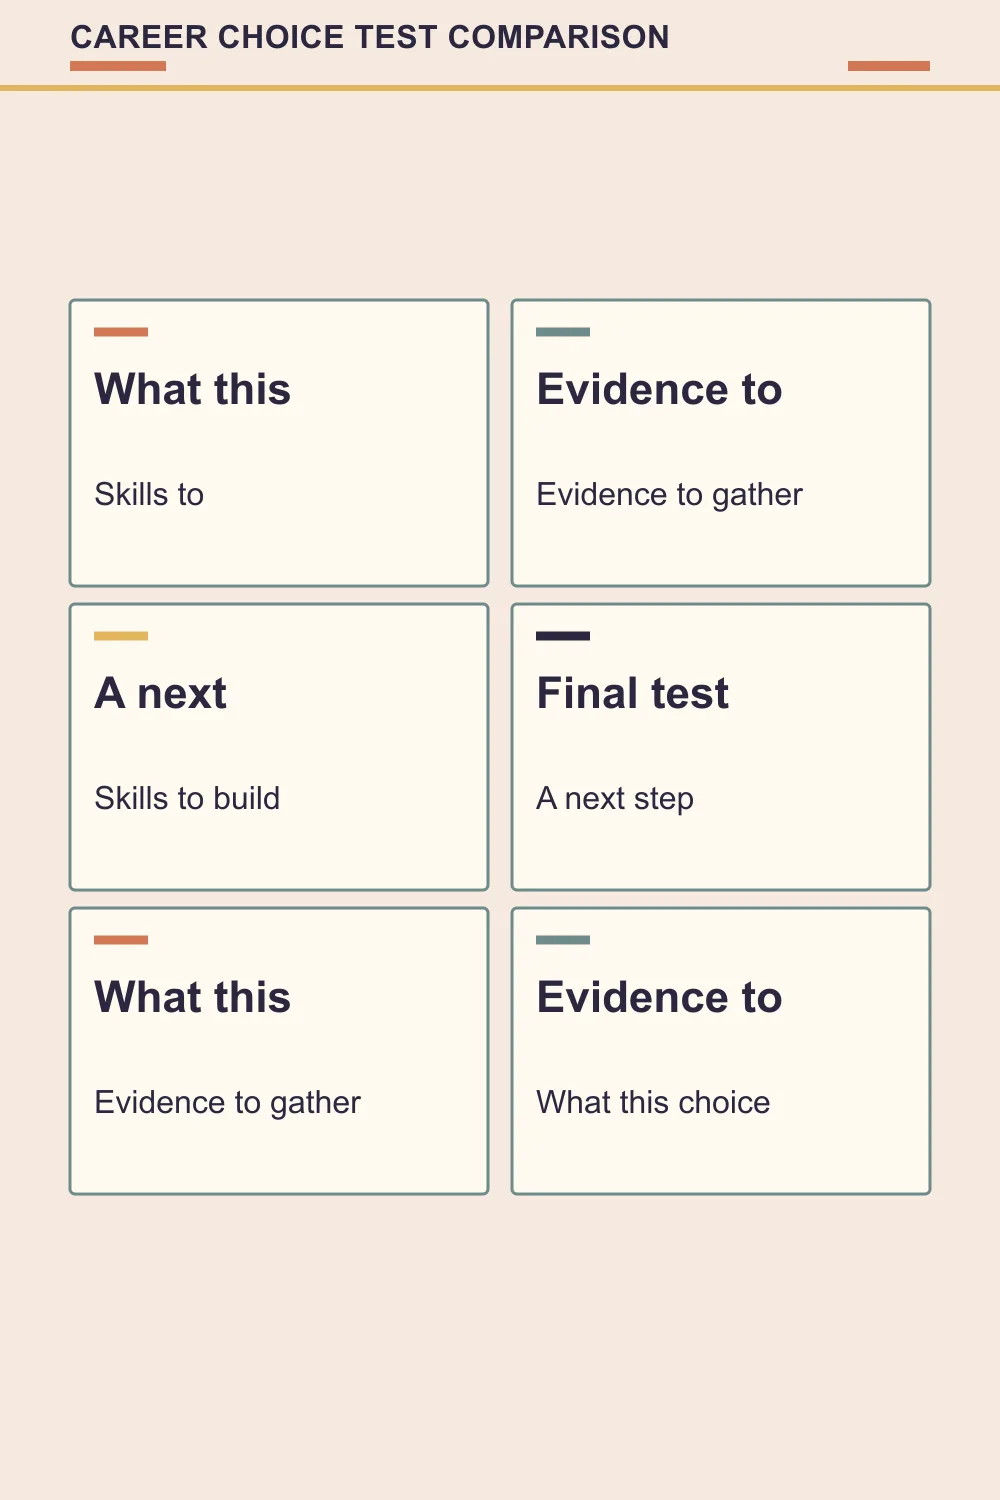 CAREER CHOICE TEST COMPARISON
What this
Skills to
Evidence to
Evidence to gather
A next
Skills to build
Final test
A next step
What this
Evidence to gather
Evidence to
What this choice